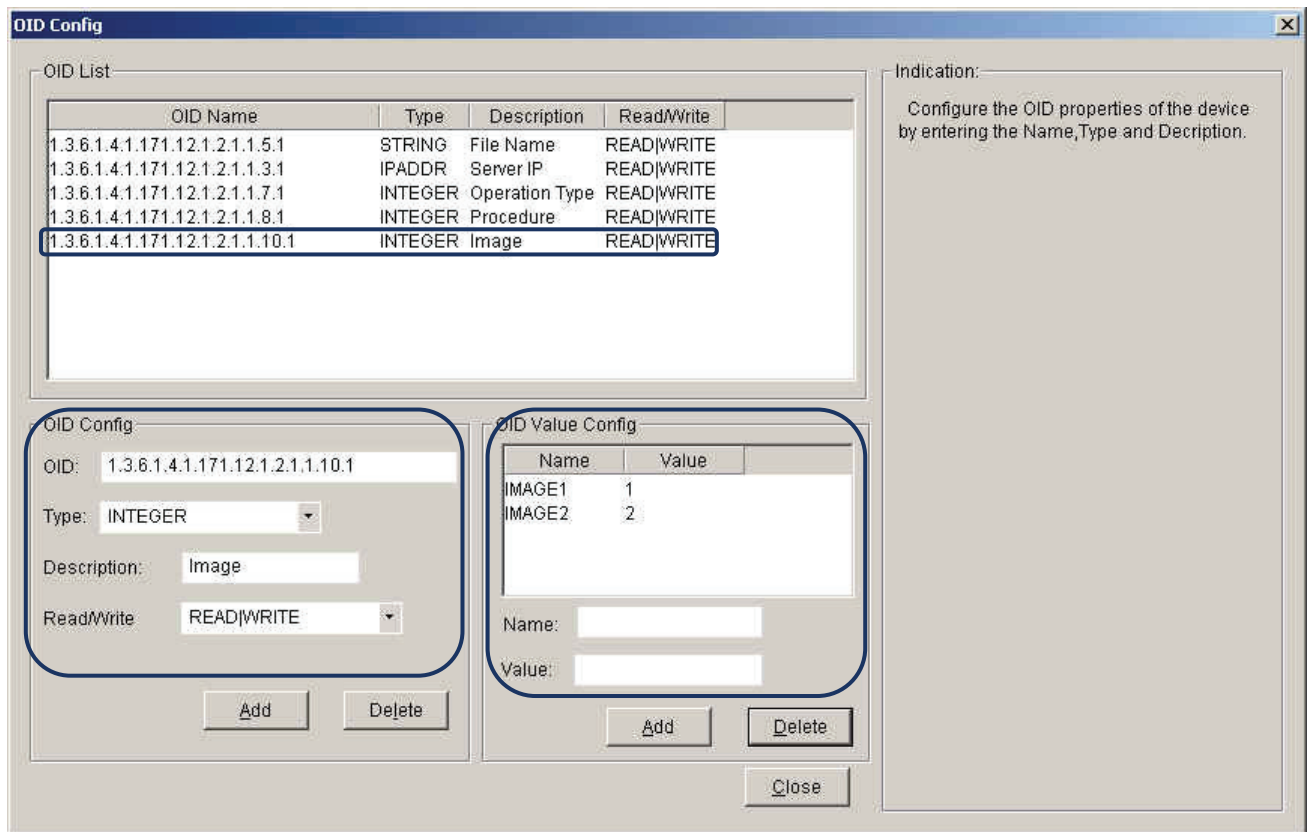 OID Config
OID List
OID Name Type Description Read/Write
1.3.6.1.4.1.171.12.1.2.1.1.5.1 STRING File Name READ|WRITE
1.3.6.1.4.1.171.12.1.2.1.1.3.1 IPADDR Server IP READ|WRITE
1.3.6.1.4.1.171.12.1.2.1.1.7.1 INTEGER Operation Type READ|WRITE
1.3.6.1.4.1.171.12.1.2.1.1.8.1 INTEGER Procedure READ|WRITE
1.3.6.1.4.1.171.12.1.2.1.1.10.1 INTEGER Image READ|WRITE
Indication:
Configure the OID properties of the device
by entering the Name,Type and Decription.
OID Config
OID: 1.3.6.1.4.1.171.12.1.2.1.1.10.1
Type: INTEGER
Description: Image
Read/Write READ|WRITE
Add Delete
OID Value Config
Name Value
IMAGE1 1
IMAGE2 2
Name:
Value:
Add Delete
Close